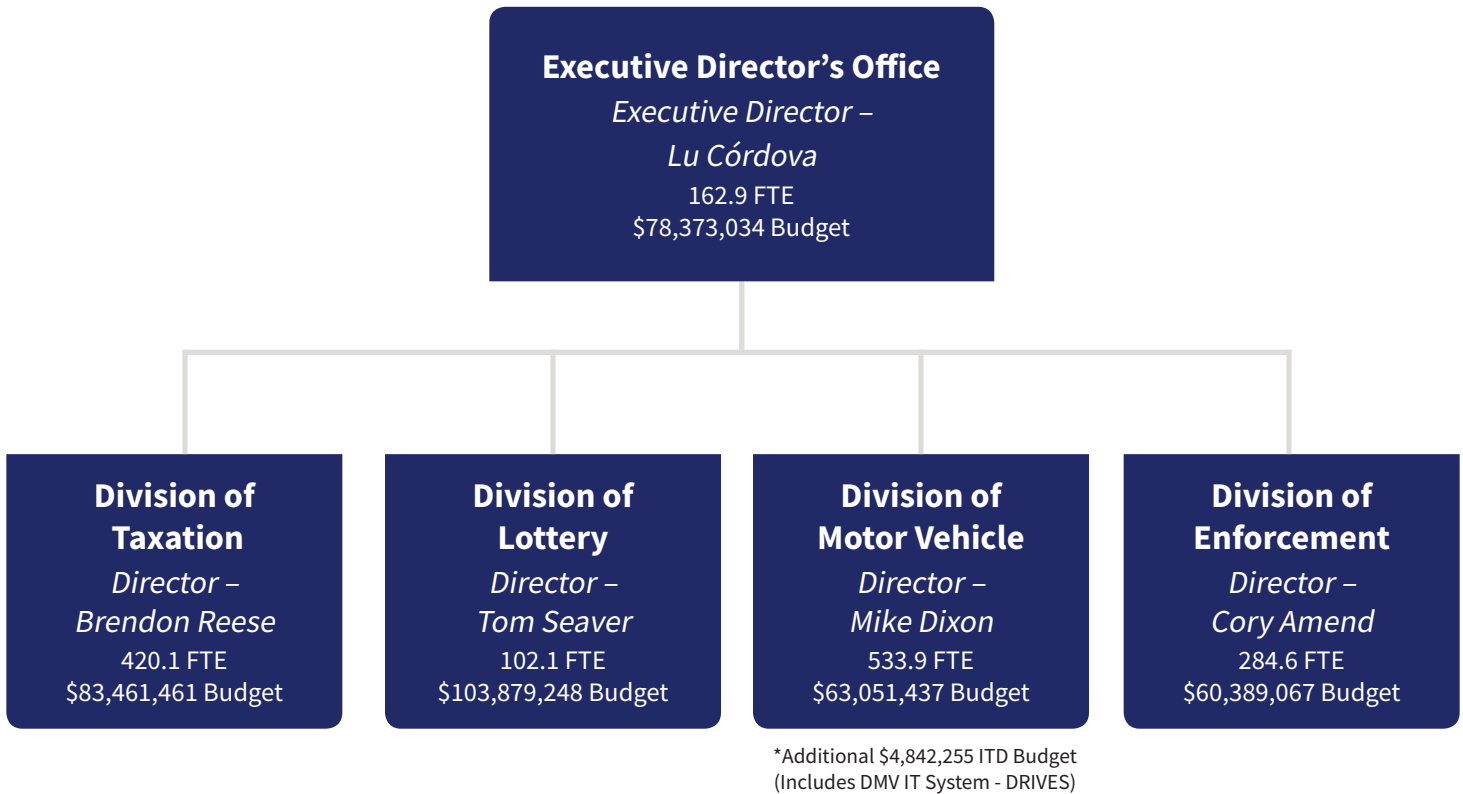 Executive Director’s Office
Executive Director –
Lu Córdova
162.9 FTE
$78,373,034 Budget
Division of
Taxation
Director –
Brendon Reese
420.1 FTE
$83,461,461 Budget
Division of
Lottery
Director –
Tom Seaver
102.1 FTE
$103,879,248 Budget
Division of
Motor Vehicle
Director –
Mike Dixon
533.9 FTE
$63,051,437 Budget
*Additional $4,842,255 ITD Budget
(Includes DMV IT System - DRIVES)
Division of
Enforcement
Director –
Cory Amend
284.6 FTE
$60,389,067 Budget